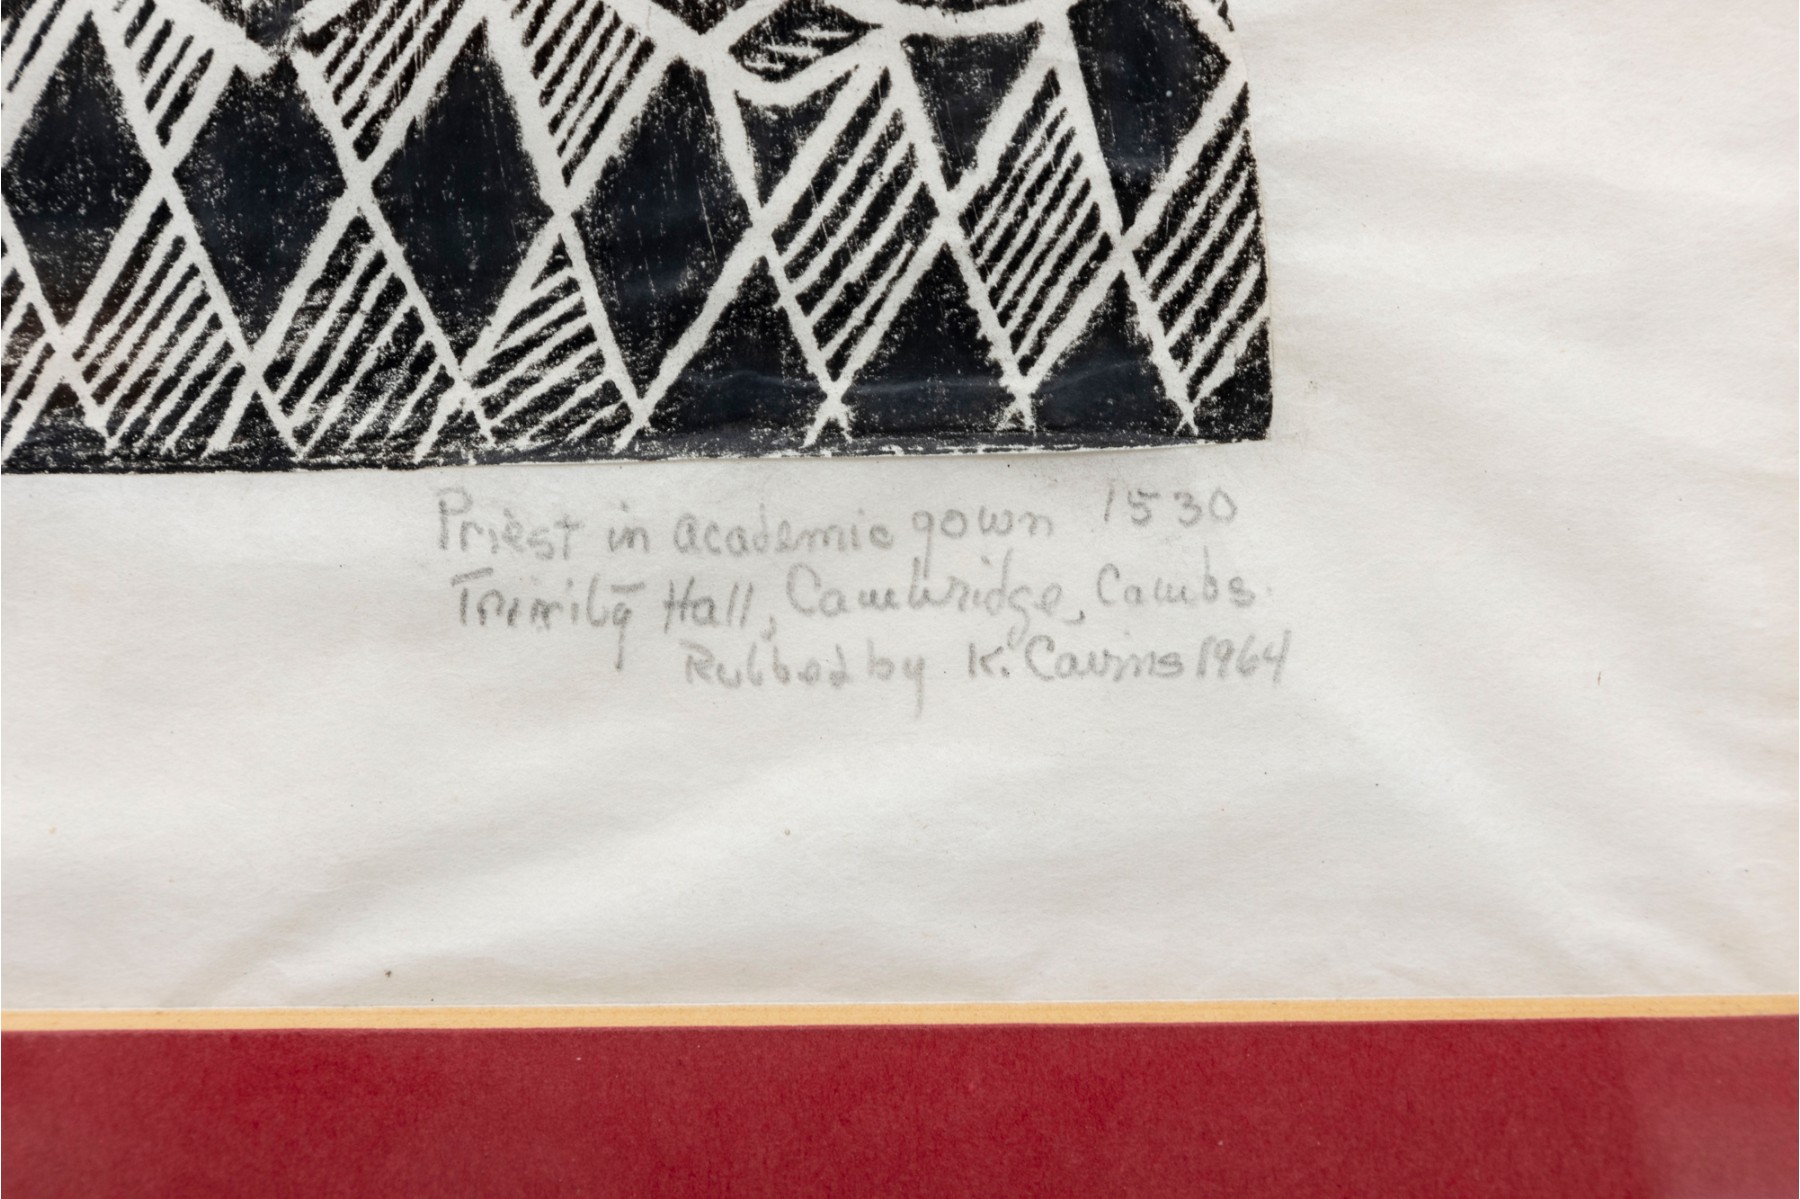 Priest in academic gown 1530
Trinity Hall, Cambridge, Cambs.
Rubbed by K. Cairns 1964